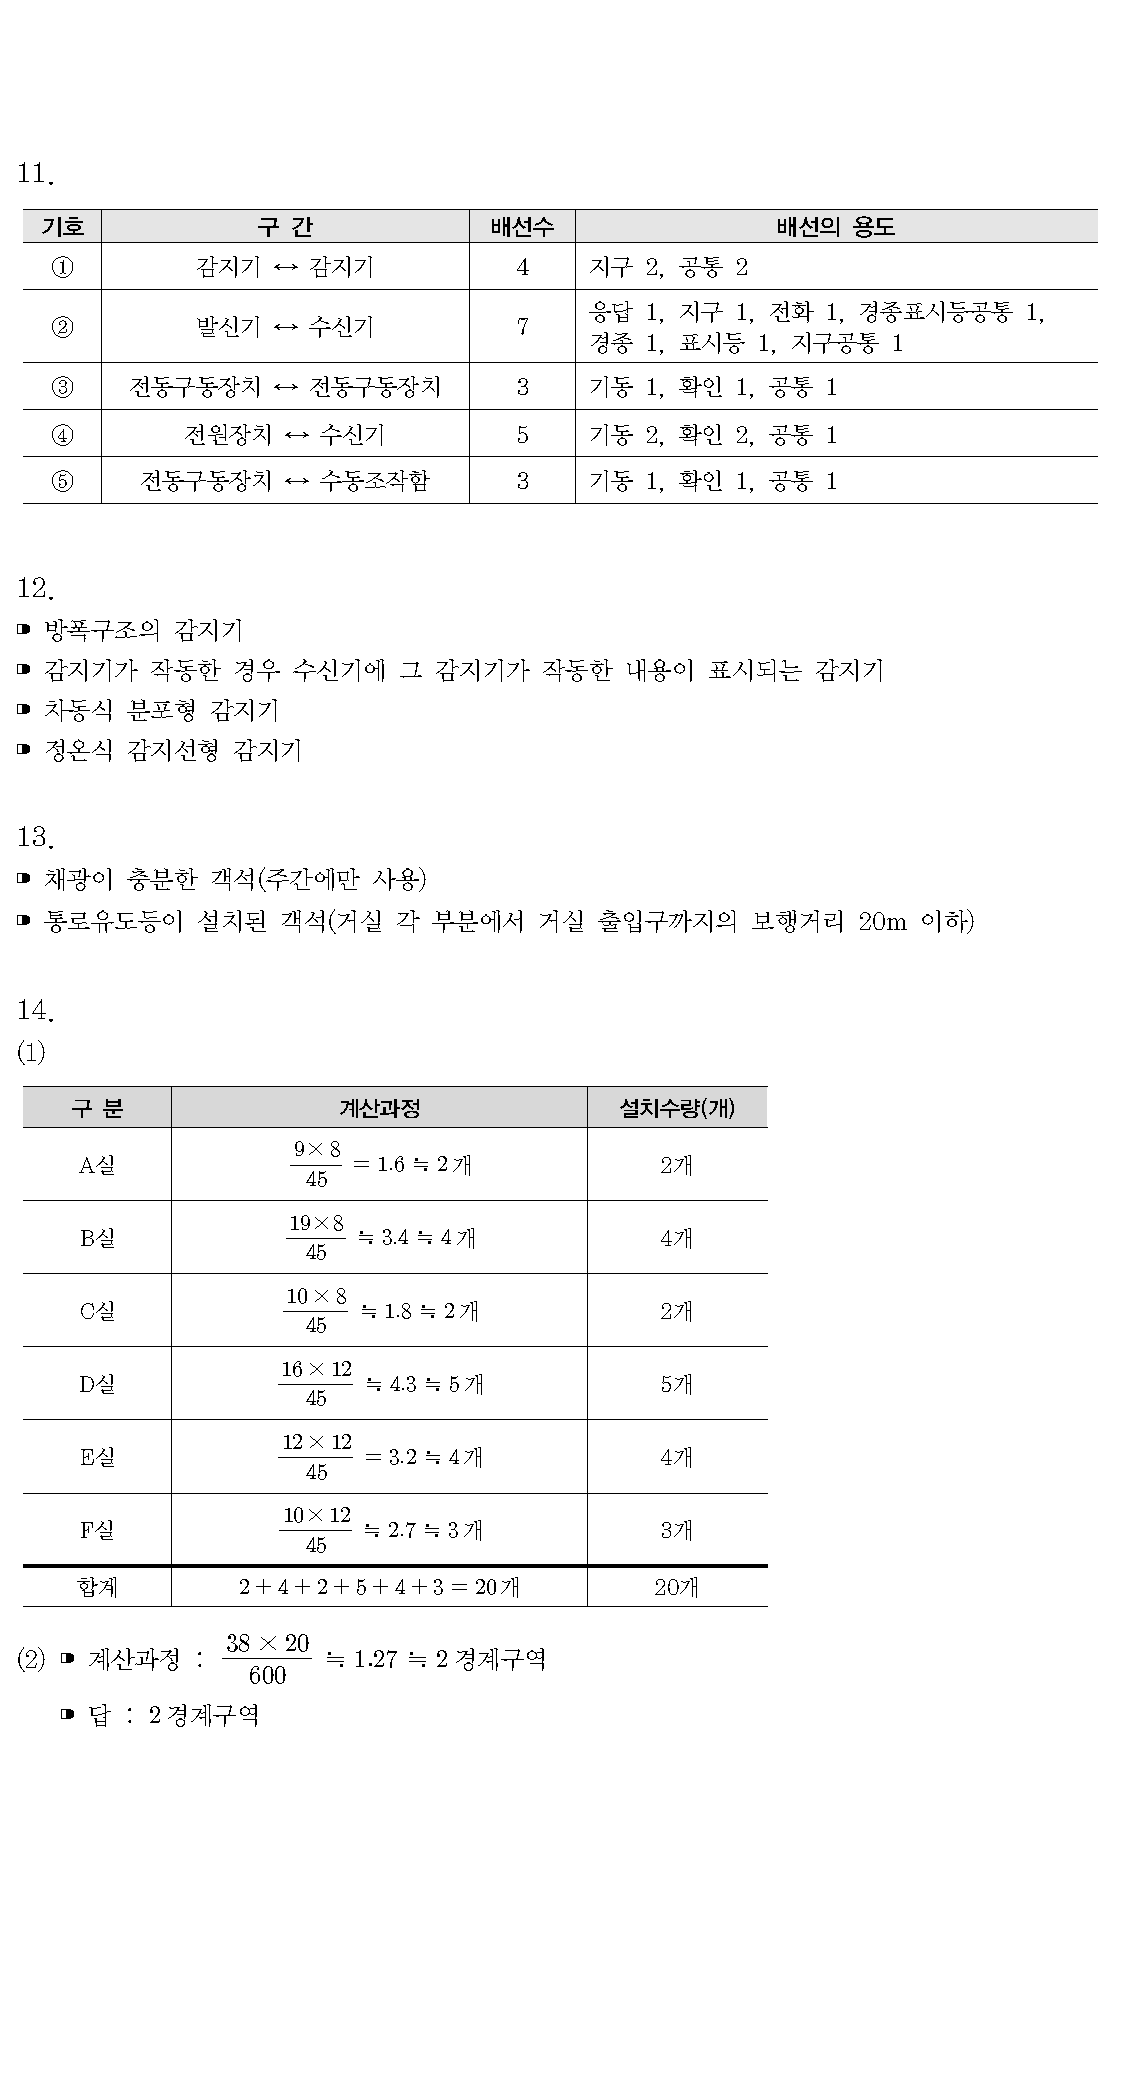 11.
기호 구 간 배선수 배선의 용도
① 감지기 ↔ 감지기 4 지구 2, 공통 2
② 발신기 ↔ 수신기 7 응답 1, 지구 1, 전화 1, 경종표시등공통 1,
경종 1, 표시등 1, 지구공통 1
③ 전동구동장치 ↔ 전동구동장치 3 기동 1, 확인 1, 공통 1
④ 전원장치 ↔ 수신기 5 기동 2, 확인 2, 공통 1
⑤ 전동구동장치 ↔ 수동조작함 3 기동 1, 확인 1, 공통 1
12.
방폭구조의 감지기
감지기가 작동한 경우 수신기에 그 감지기가 작동한 내용이 표시되는 감지기
차동식 분포형 감지기
정온식 감지선형 감지기
13.
채광이 충분한 객석(주간에만 사용)
통로유도등이 설치된 객석(거실 각 부분에서 거실 출입구까지의 보행거리 20m 이하)
14.
(1)
구 분 계산과정 설치수량(개)
A실 9×8/45 = 1.6 ≒ 2개 2개
B실 19×8/45 ≒ 3.4 ≒ 4개 4개
C실 10×8/45 ≒ 1.8 ≒ 2개 2개
D실 16×12/45 ≒ 4.3 ≒ 5개 5개
E실 12×12/45 = 3.2 ≒ 4개 4개
F실 10×12/45 ≒ 2.7 ≒ 3개 3개
합계 2+4+2+5+4+3 = 20개 20개
(2) 계산과정 : 38×20/600 ≒ 1.27 ≒ 2 경계구역
답 : 2 경계구역